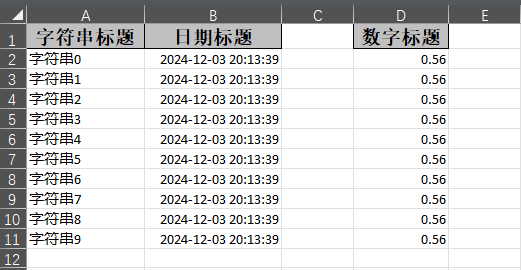 A B C D E
1 字符串标题 日期标题 数字标题
2 字符串0 2024-12-03 20:13:39 0.56
3 字符串1 2024-12-03 20:13:39 0.56
4 字符串2 2024-12-03 20:13:39 0.56
5 字符串3 2024-12-03 20:13:39 0.56
6 字符串4 2024-12-03 20:13:39 0.56
7 字符串5 2024-12-03 20:13:39 0.56
8 字符串6 2024-12-03 20:13:39 0.56
9 字符串7 2024-12-03 20:13:39 0.56
10 字符串8 2024-12-03 20:13:39 0.56
11 字符串9 2024-12-03 20:13:39 0.56
12